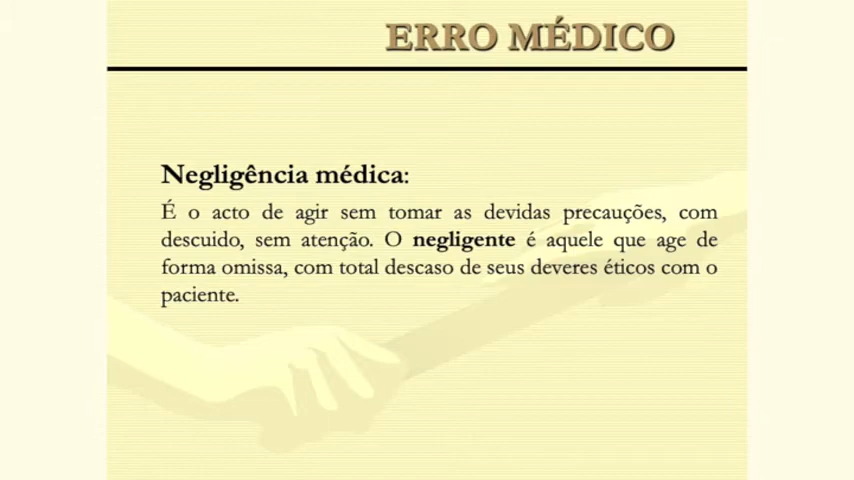 ERRO MÉDICO
Negligência médica:
É o acto de agir sem tomar as devidas precauções, com
descuido, sem atenção. O negligente é aquele que age de
forma omissa, com total descaso de seus deveres éticos com o
paciente.